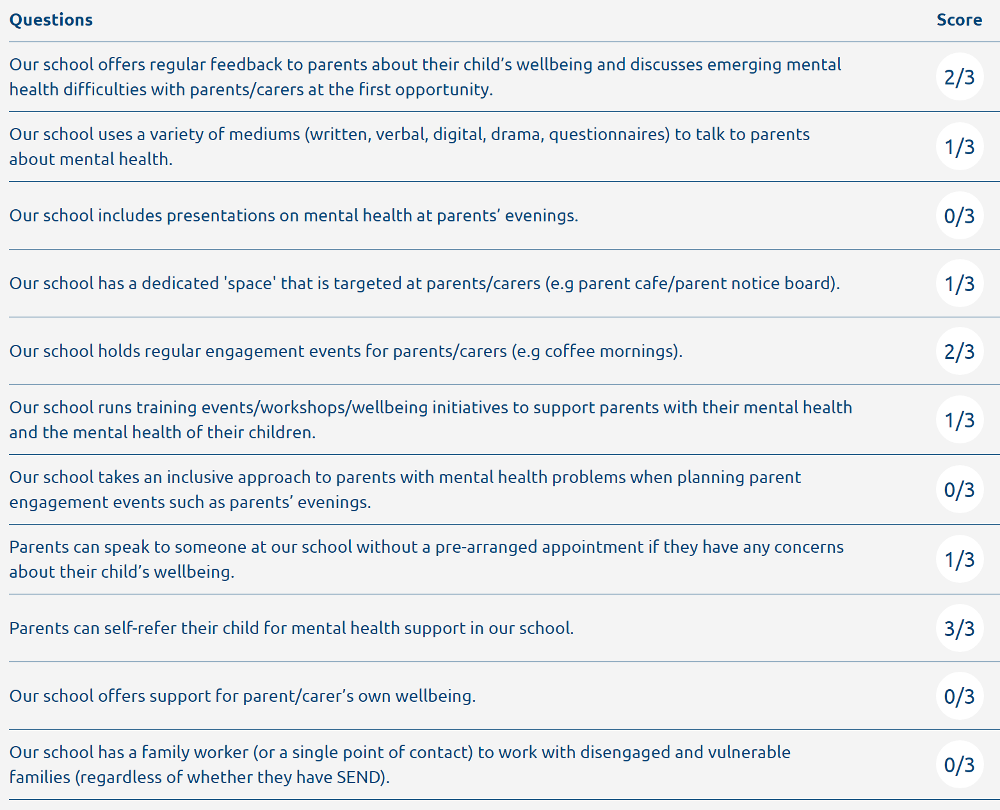 Questions Score
Our school offers regular feedback to parents about their child’s wellbeing and discusses emerging mental
health difficulties with parents/carers at the first opportunity.
2/3
Our school uses a variety of mediums (written, verbal, digital, drama, questionnaires) to talk to parents
about mental health.
1/3
Our school includes presentations on mental health at parents’ evenings.
0/3
Our school has a dedicated 'space' that is targeted at parents/carers (e.g parent cafe/parent notice board).
1/3
Our school holds regular engagement events for parents/carers (e.g coffee mornings).
2/3
Our school runs training events/workshops/wellbeing initiatives to support parents with their mental health
and the mental health of their children.
1/3
Our school takes an inclusive approach to parents with mental health problems when planning parent
engagement events such as parents’ evenings.
0/3
Parents can speak to someone at our school without a pre-arranged appointment if they have any concerns
about their child’s wellbeing.
1/3
Parents can self-refer their child for mental health support in our school.
3/3
Our school offers support for parent/carer’s own wellbeing.
0/3
Our school has a family worker (or a single point of contact) to work with disengaged and vulnerable
families (regardless of whether they have SEND).
0/3